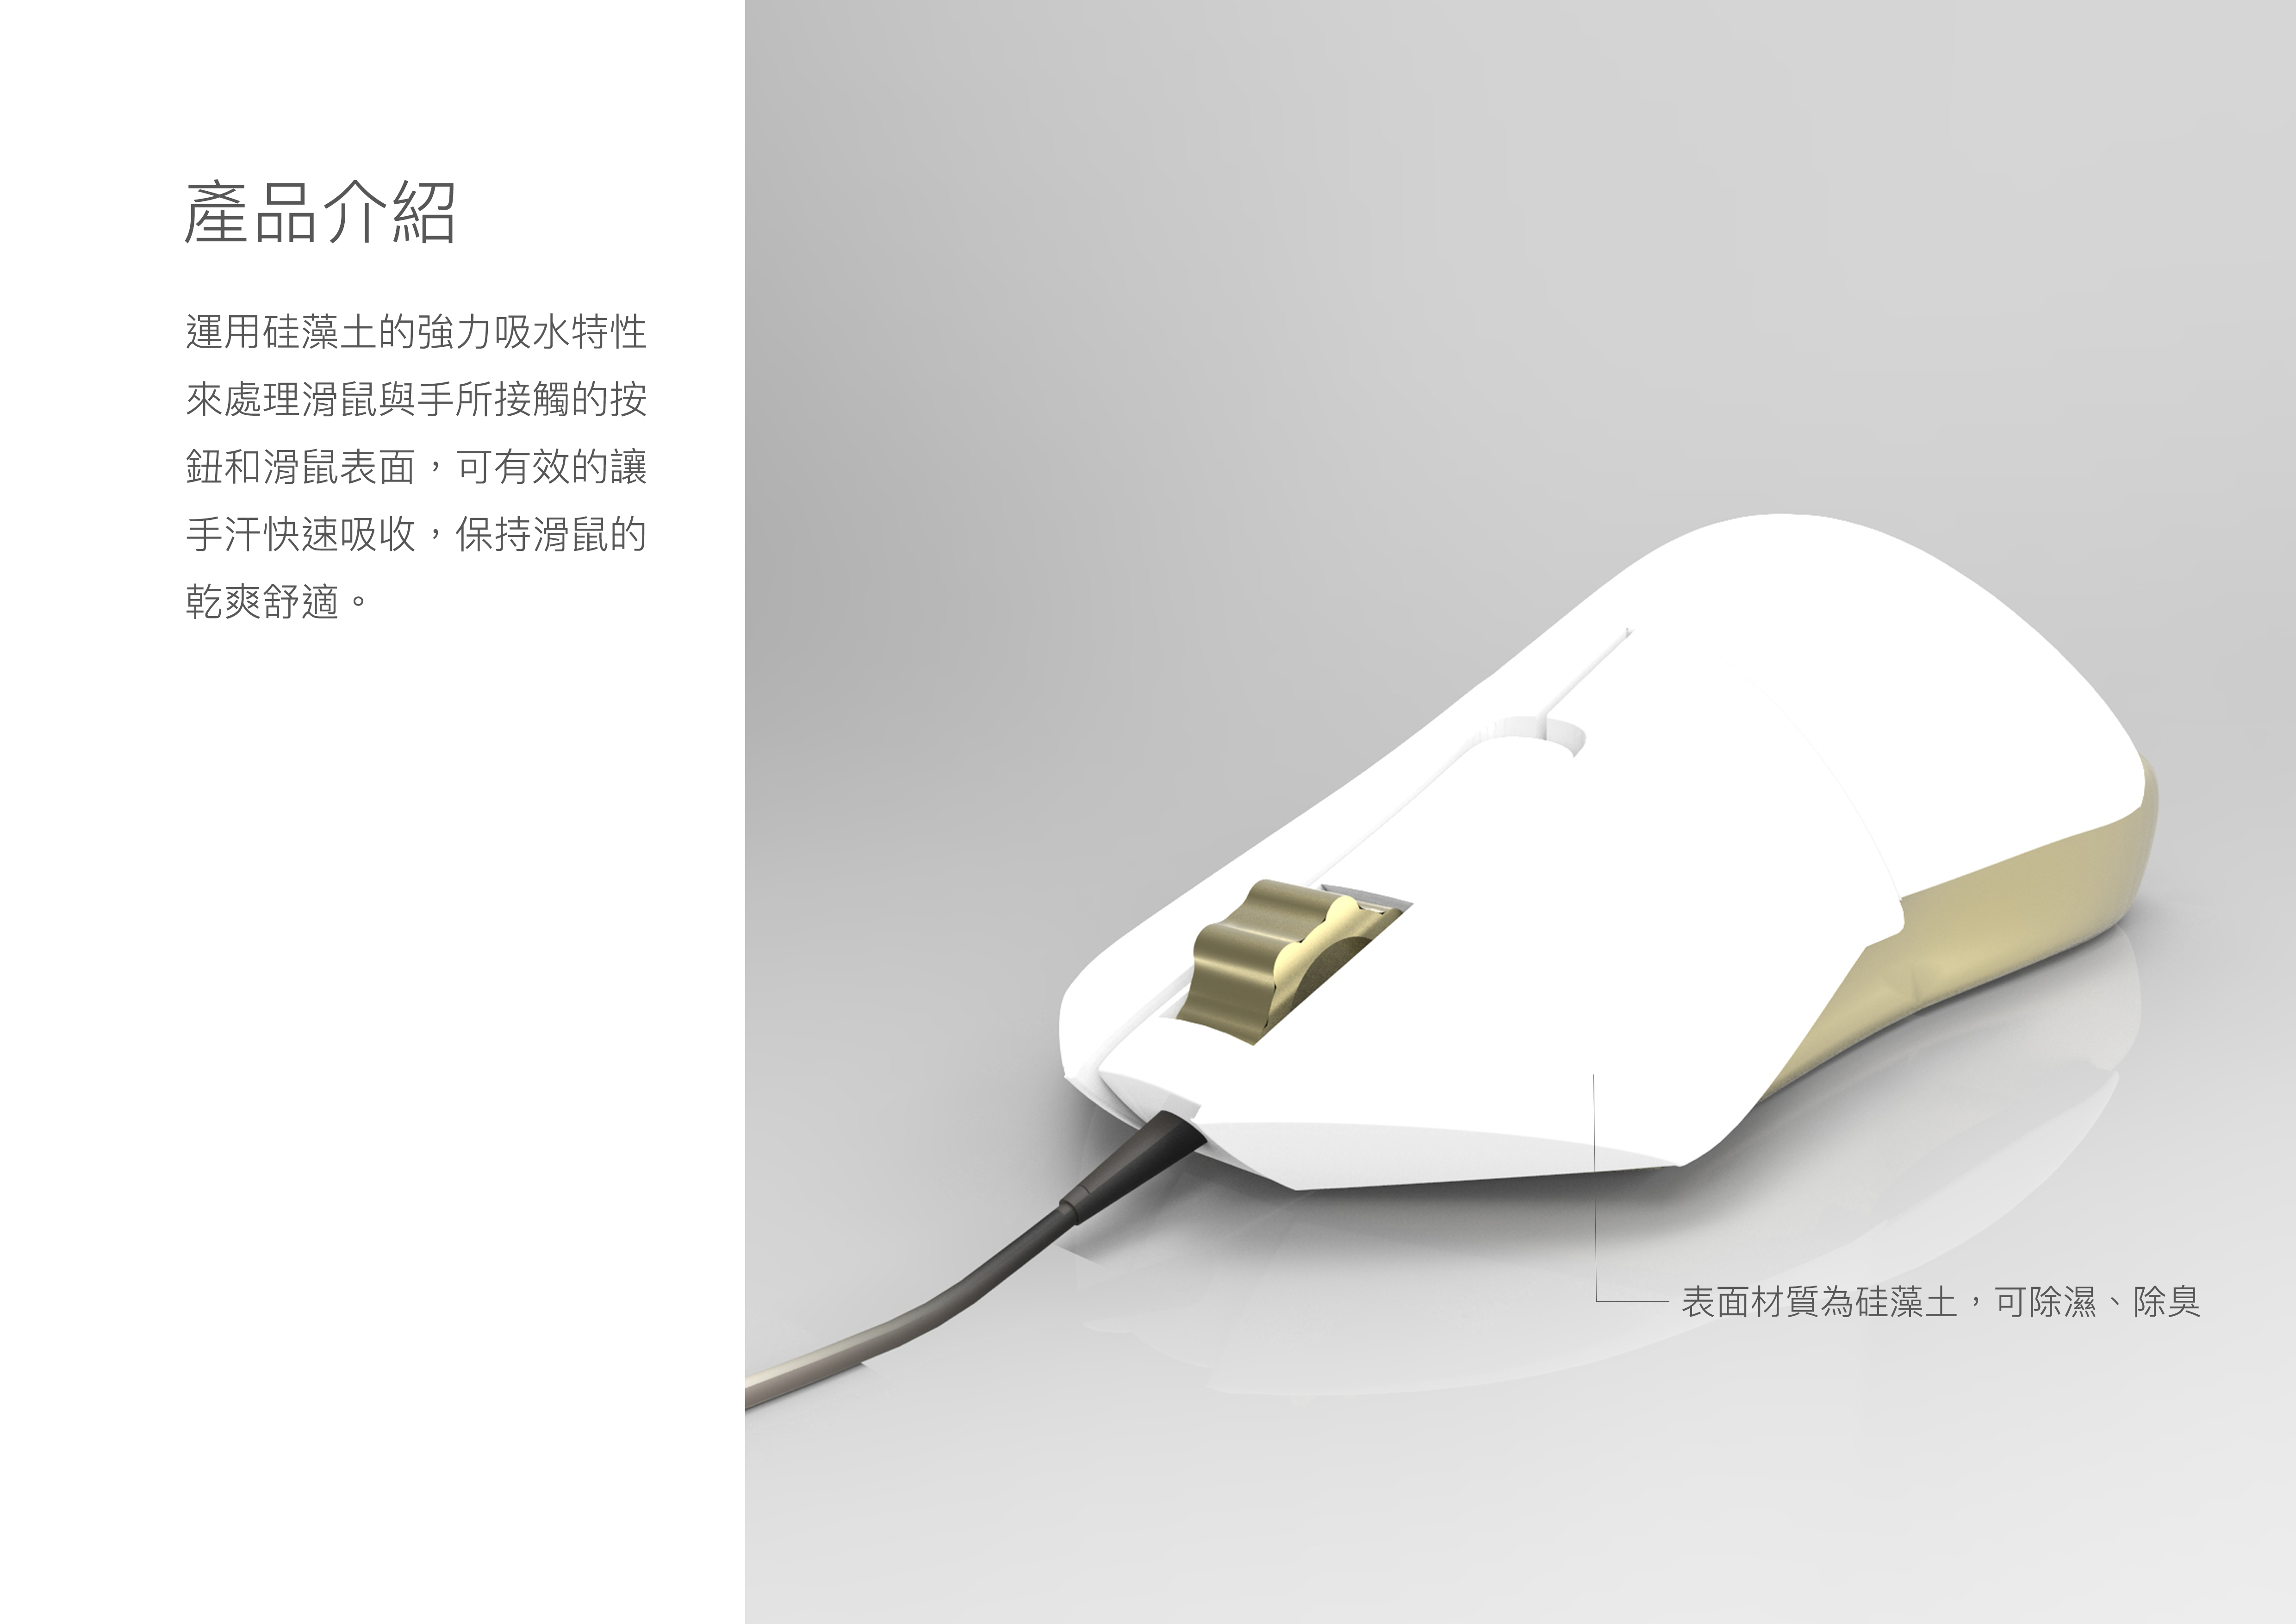 產品介紹
運用硅藻土的強力吸水特性
來處理滑鼠與手所接觸的按
鈕和滑鼠表面，可有效的讓
手汗快速吸收，保持滑鼠的
乾爽舒適。
表面材質為硅藻土，可除濕、除臭